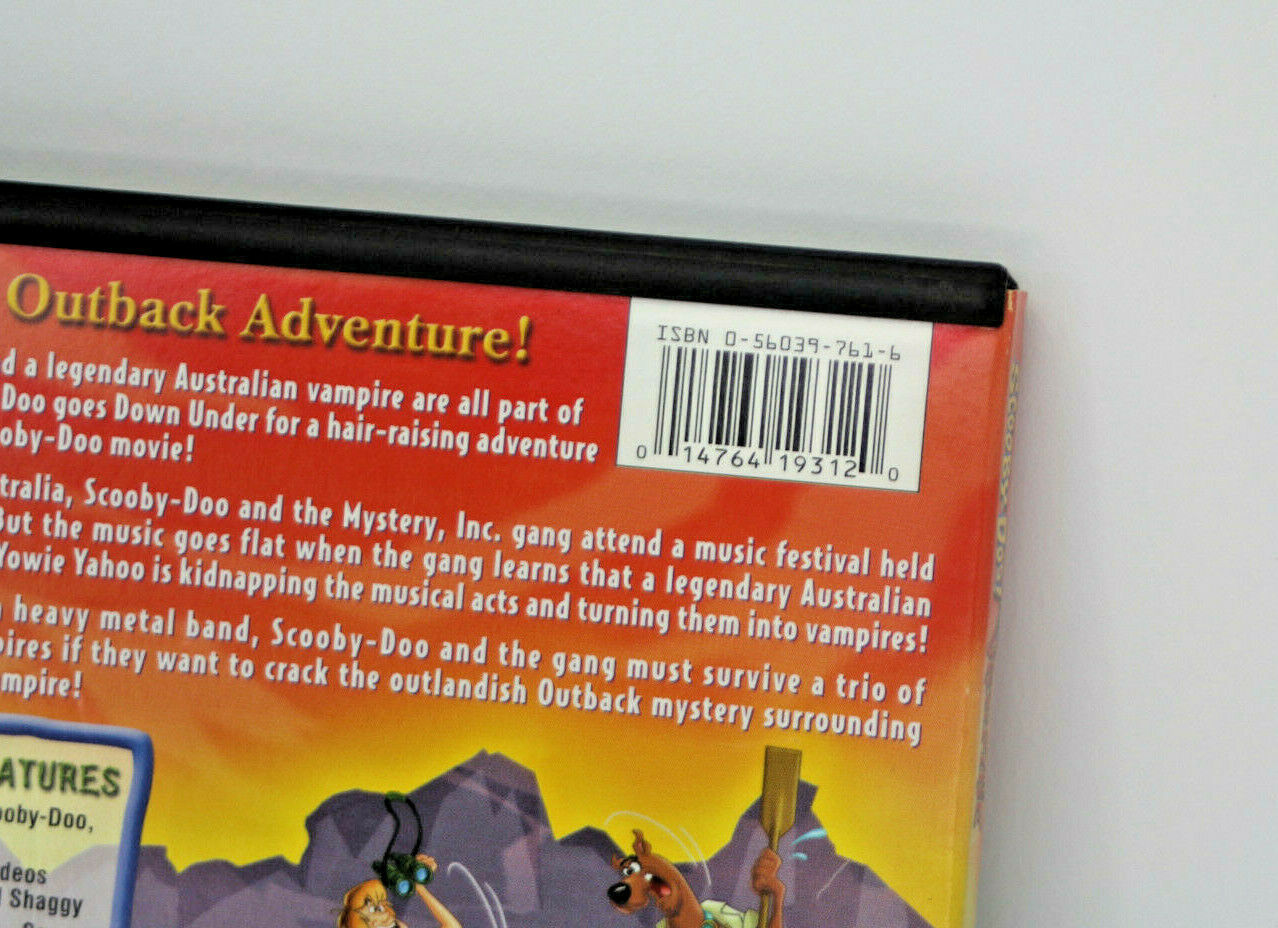 Outback Adventure!
ISBN 0-56039-761-6
0 14764 19312 0
d a legendary Australian vampire are all part of
Doo goes Down Under for a hair-raising adventure
oby-Doo movie!
tralia, Scooby-Doo and the Mystery, Inc. gang attend a music festival held
But the music goes flat when the gang learns that a legendary Australian
Yowie Yahoo is kidnapping the musical acts and turning them into vampires!
heavy metal band, Scooby-Doo and the gang must survive a trio of
pires if they want to crack the outlandish Outback mystery surrounding
mpire!
ATURES
ooby-Doo,
deos
Shaggy